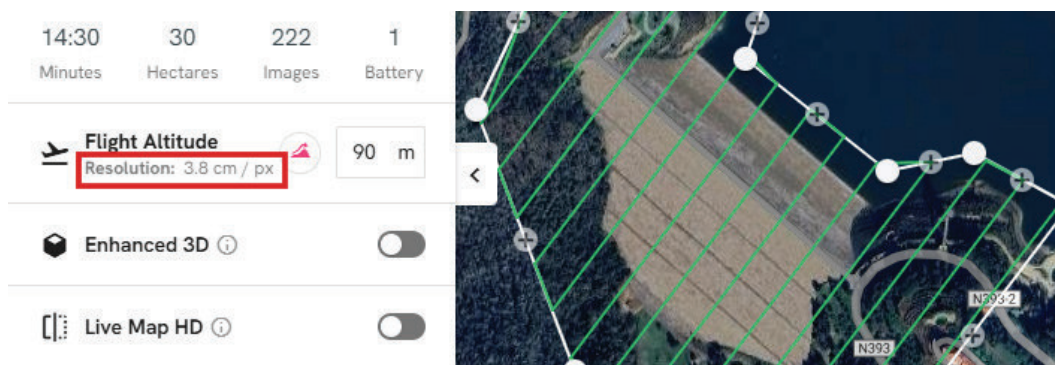 14:30 30 222 1
Minutes Hectares Images Battery
Flight Altitude
Resolution: 3.8 cm / px
90 m
Enhanced 3D
Live Map HD
N393-2
N393